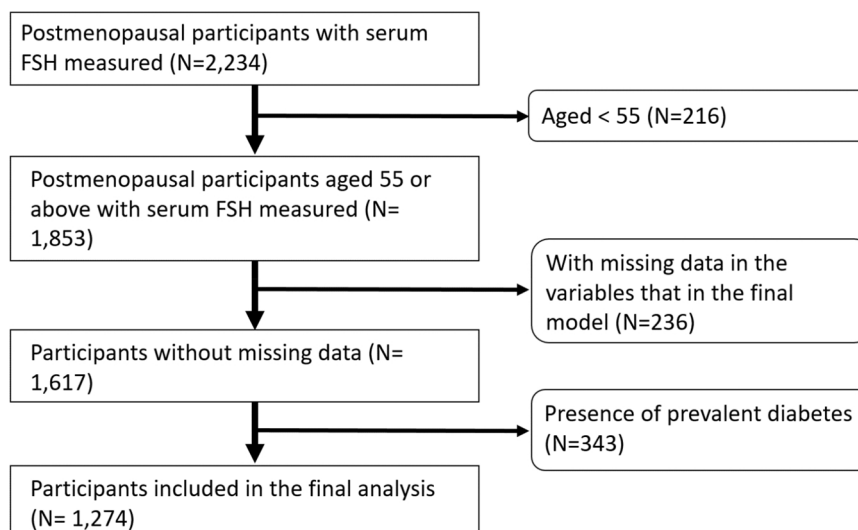 Postmenopausal participants with serum
FSH measured (N=2,234)
Aged < 55 (N=216)
Postmenopausal participants aged 55 or
above with serum FSH measured (N=
1,853)
With missing data in the
variables that in the final
model (N=236)
Participants without missing data (N=
1,617)
Presence of prevalent diabetes
(N=343)
Participants included in the final analysis
(N= 1,274)